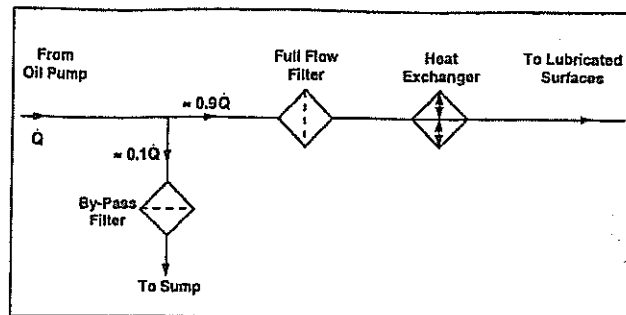 From
Oil Pump
Full Flow
Filter
Heat
Exchanger
To Lubricated
Surfaces
≈ 0.9Q̇
Q̇
≈ 0.1Q̇
By-Pass
Filter
To Sump